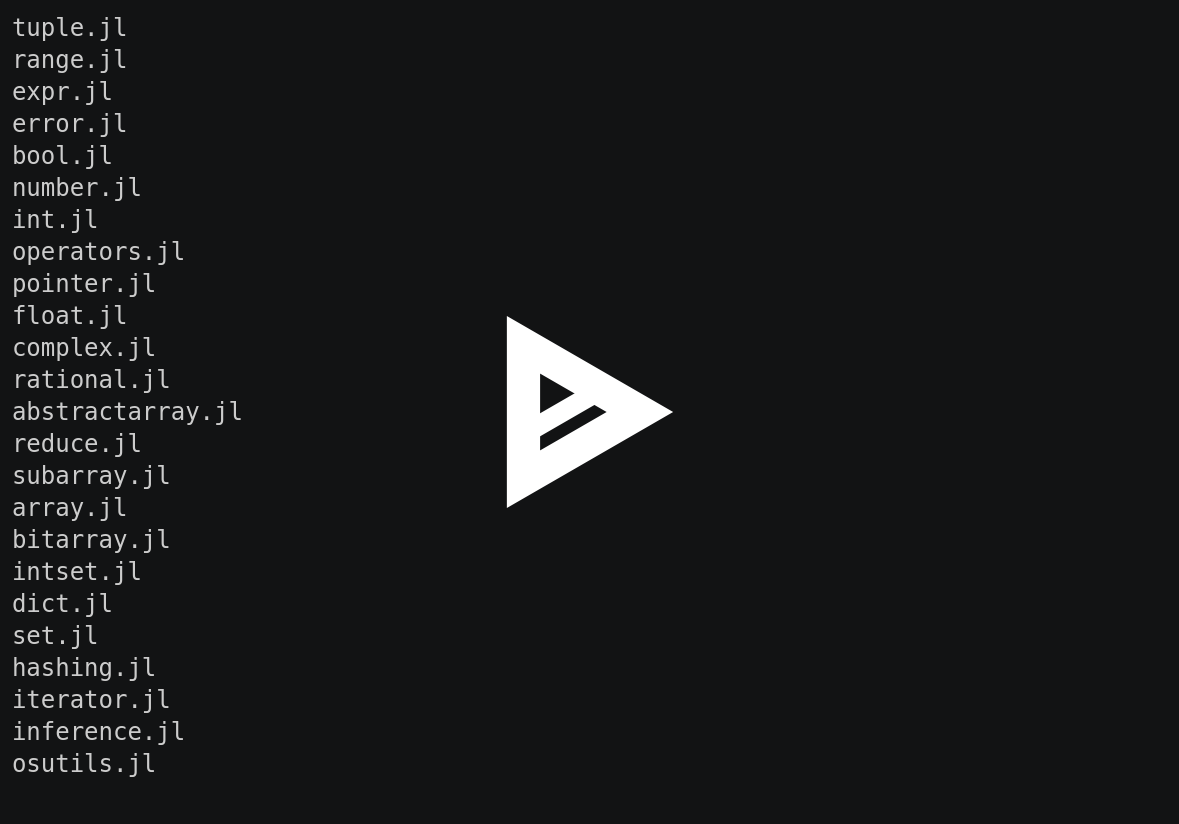 tuple.jl
range.jl
expr.jl
error.jl
bool.jl
number.jl
int.jl
operators.jl
pointer.jl
float.jl
complex.jl
rational.jl
abstractarray.jl
reduce.jl
subarray.jl
array.jl
bitarray.jl
intset.jl
dict.jl
set.jl
hashing.jl
iterator.jl
inference.jl
osutils.jl